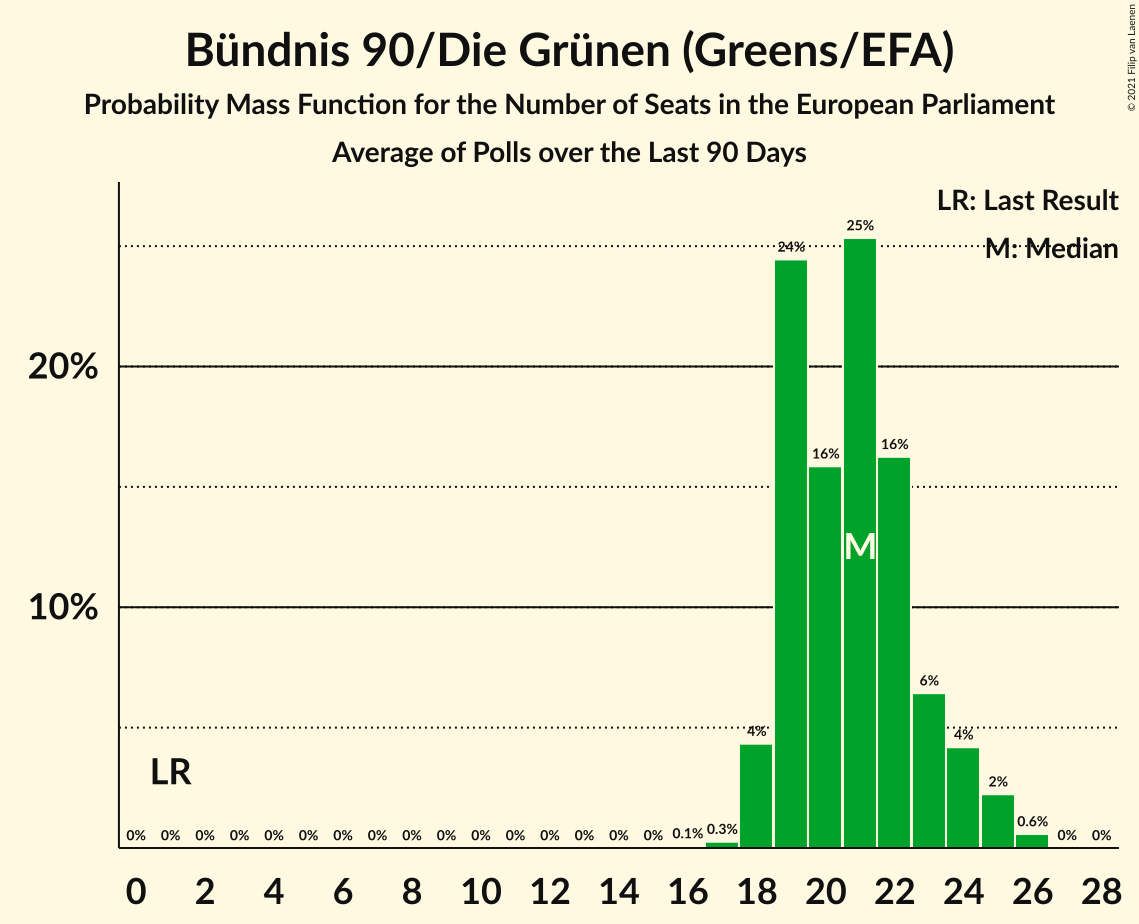 Bündnis 90/Die Grünen (Greens/EFA)
Probability Mass Function for the Number of Seats in the European Parliament
Average of Polls over the Last 90 Days
© 2021 Filip van Laenen
LR: Last Result
M: Median
25%
24%
20%
16%
16%
M
10%
6%
4%
4%
LR
2%
0% 0% 0% 0% 0% 0% 0% 0% 0% 0% 0% 0% 0% 0% 0% 0% 0.1% 0.3% 0.6% 0% 0%
0 2 4 6 8 10 12 14 16 18 20 22 24 26 28